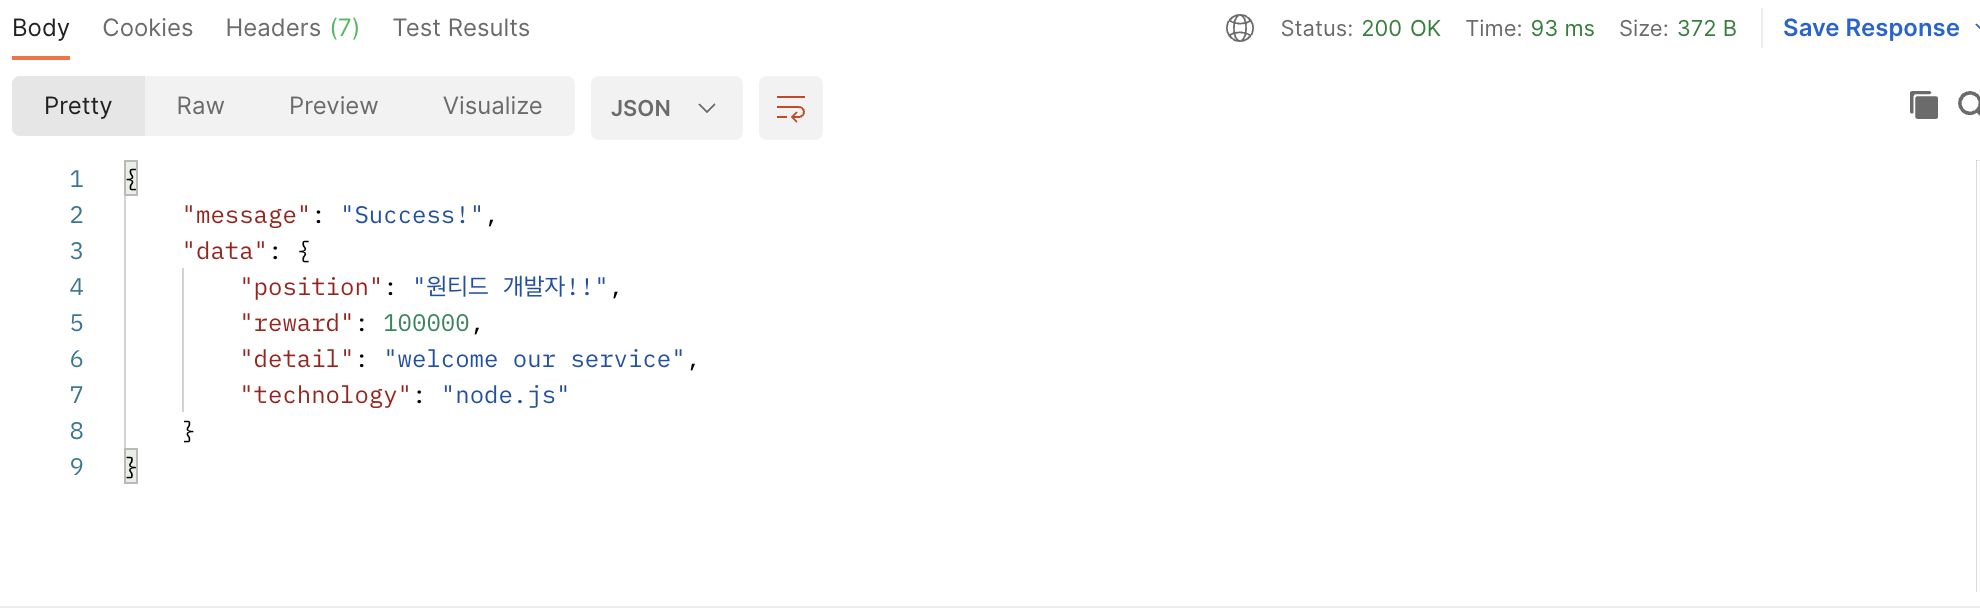 Body Cookies Headers (7) Test Results Status: 200 OK Time: 93 ms Size: 372 B Save Response
Pretty Raw Preview Visualize JSON
1 {
2 "message": "Success!",
3 "data": {
4 "position": "원티드 개발자!!",
5 "reward": 100000,
6 "detail": "welcome our service",
7 "technology": "node.js"
8 }
9 }